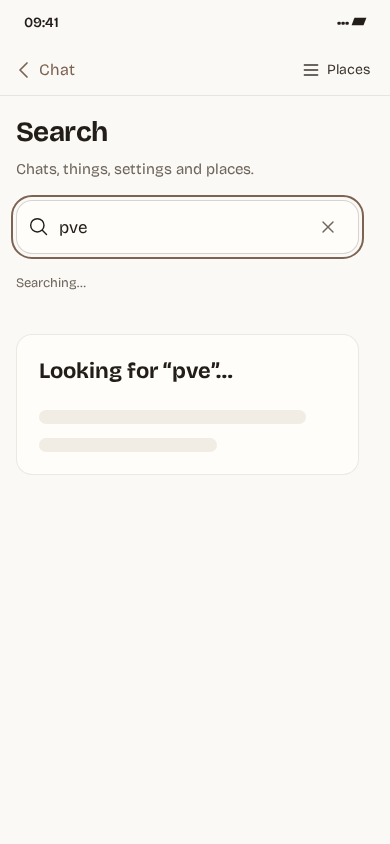 09:41
Chat
Places
Search
Chats, things, settings and places.
pve
Searching...
Looking for “pve”...